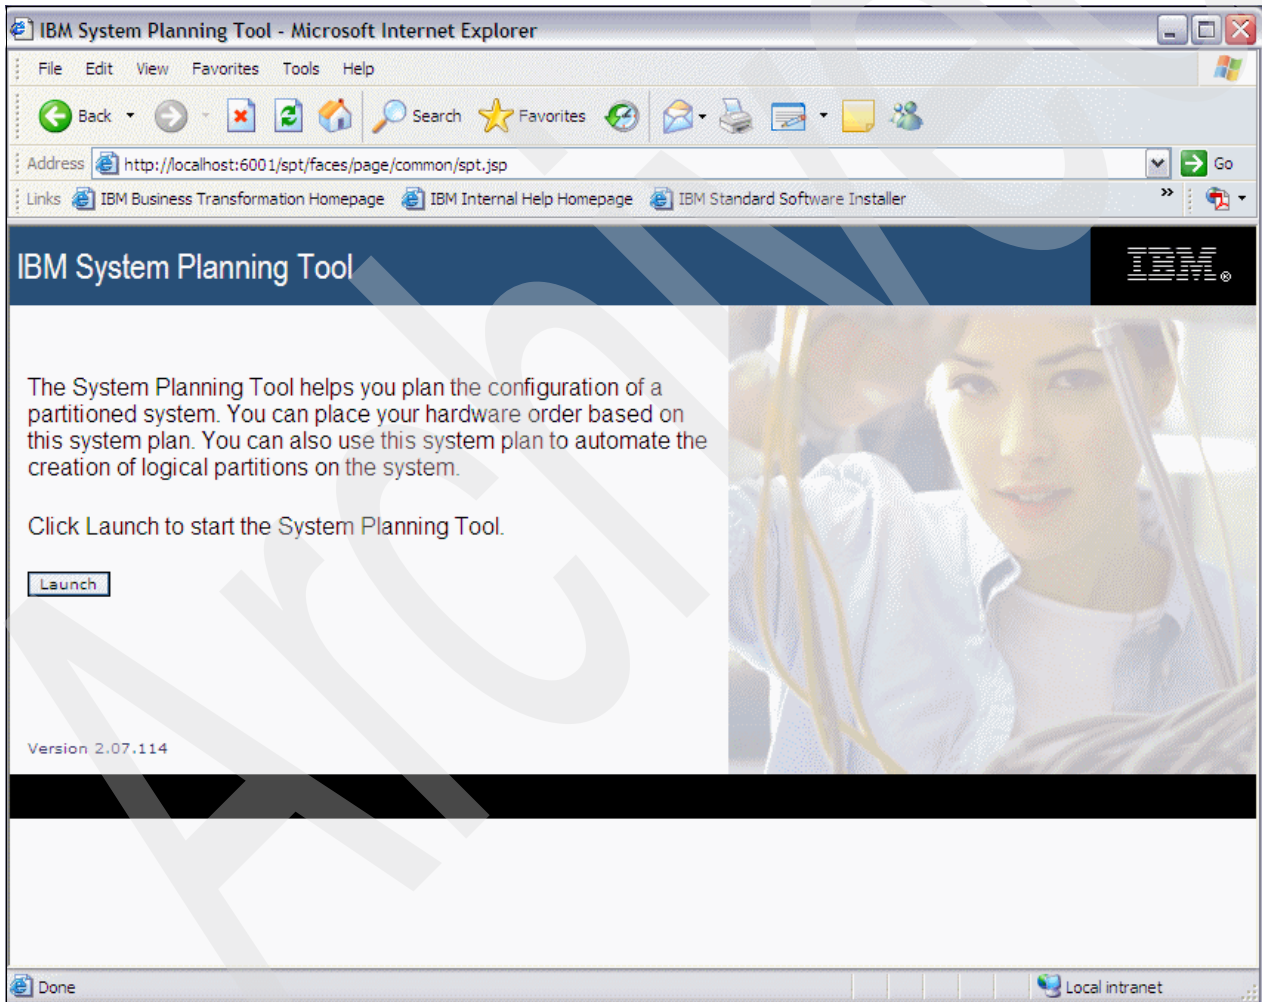 IBM System Planning Tool - Microsoft Internet Explorer
File Edit View Favorites Tools Help
Back Search Favorites
Address http://localhost:6001/spt/faces/page/common/spt.jsp Go
Links IBM Business Transformation Homepage IBM Internal Help Homepage IBM Standard Software Installer »
IBM System Planning Tool IBM®
The System Planning Tool helps you plan the configuration of a
partitioned system. You can place your hardware order based on
this system plan. You can also use this system plan to automate the
creation of logical partitions on the system.
Click Launch to start the System Planning Tool.
Launch
Version 2.07.114
Done Local intranet